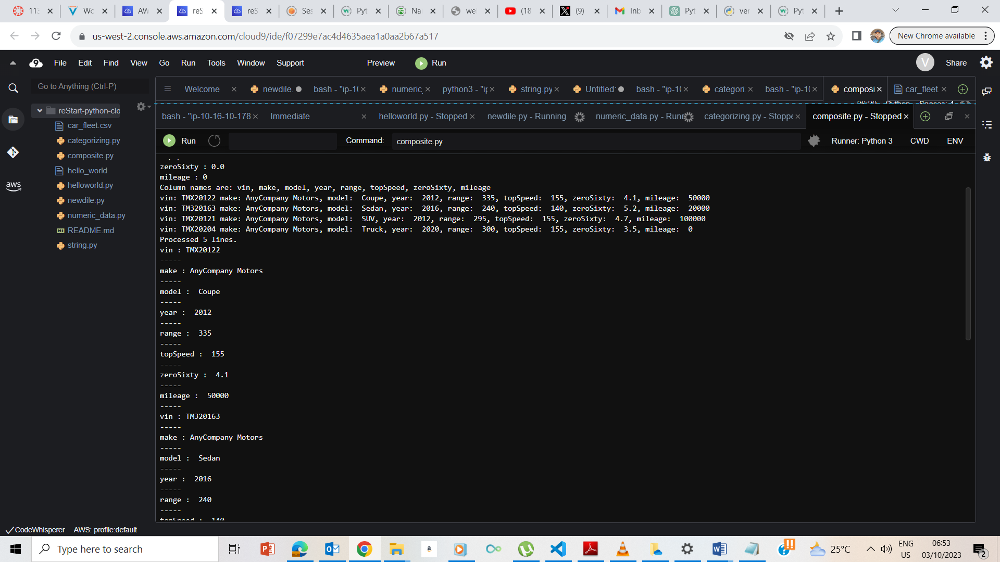 113
Wo
AW
reS
reS
Ses
Pyt
Nai
wel
(18
(9)
Inb
Pyt
ver
Pyt
us-west-2.console.aws.amazon.com/cloud9/ide/f07299e7ac4d4635aea1a0aa2b67a517
New Chrome available
File Edit Find View Go Run Tools Window Support Preview Run
V Share
Go to Anything (Ctrl-P)
Welcome newdile. bash - "ip-10 numeric_ python3 - "ip string.py Untitled bash - "ip-10 categori bash - "ip-10 composi car_fleet.
reStart-python-clo
car_fleet.csv
categorizing.py
composite.py
hello_world
helloworld.py
newdile.py
numeric_data.py
README.md
string.py
aws
bash - "ip-10-16-10-178 Immediate helloworld.py - Stopped newdile.py - Running numeric_data.py - Runn categorizing.py - Stoppe composite.py - Stopped
Run Command: composite.py Runner: Python 3 CWD ENV
zeroSixty : 0.0
mileage : 0
Column names are: vin, make, model, year, range, topSpeed, zeroSixty, mileage
vin: TMX20122 make: AnyCompany Motors, model:  Coupe, year:  2012, range:  335, topSpeed:  155, zeroSixty:  4.1, mileage:  50000
vin: TM320163 make: AnyCompany Motors, model:  Sedan, year:  2016, range:  240, topSpeed:  140, zeroSixty:  5.2, mileage:  20000
vin: TMX20121 make: AnyCompany Motors, model:  SUV, year:  2012, range:  295, topSpeed:  155, zeroSixty:  4.7, mileage:  100000
vin: TMX20204 make: AnyCompany Motors, model:  Truck, year:  2020, range:  300, topSpeed:  155, zeroSixty:  3.5, mileage:  0
Processed 5 lines.
vin : TMX20122
-----
make : AnyCompany Motors
-----
model :  Coupe
-----
year :  2012
-----
range :  335
-----
topSpeed :  155
-----
zeroSixty :  4.1
-----
mileage :  50000
-----
vin : TM320163
-----
make : AnyCompany Motors
-----
model :  Sedan
-----
year :  2016
-----
range :  240
-----
topSpeed :  140
CodeWhisperer AWS: profile:default
Type here to search
25°C
ENG
US
06:53
03/10/2023
2